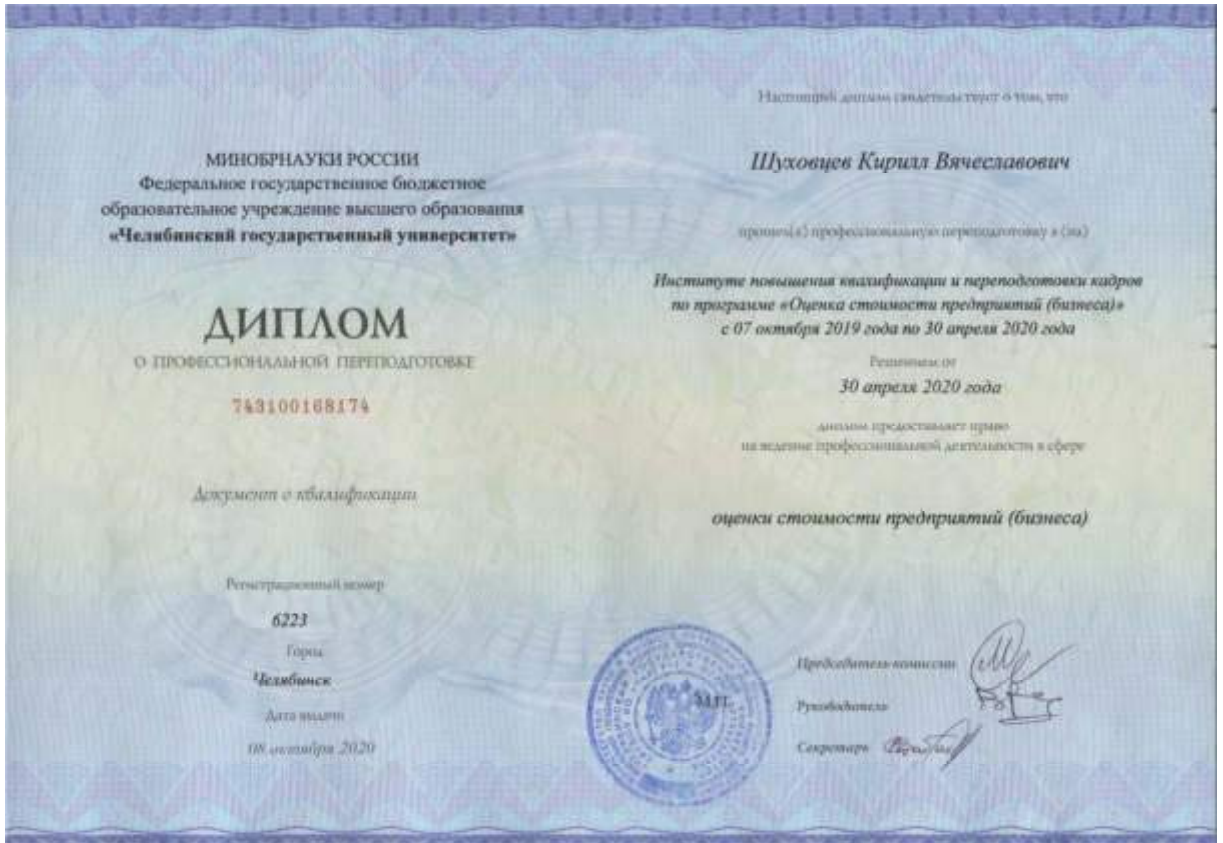 МИНОБРНАУКИ РОССИИ
Федеральное государственное бюджетное
образовательное учреждение высшего образования
«Челябинский государственный университет»
ДИПЛОМ
О ПРОФЕССИОНАЛЬНОЙ ПЕРЕПОДГОТОВКЕ
743100168174
Документ о квалификации
Регистрационный номер
6223
Город
Челябинск
Дата выдачи
08 октября 2020
Настоящий диплом свидетельствует о том, что
Шуховцев Кирилл Вячеславович
прошел(а) профессиональную переподготовку в (на)
Институте повышения квалификации и переподготовки кадров
по программе «Оценка стоимости предприятий (бизнеса)»
с 07 октября 2019 года по 30 апреля 2020 года
Решением от
30 апреля 2020 года
диплом предоставляет право
на ведение профессиональной деятельности в сфере
оценки стоимости предприятий (бизнеса)
М.П.
Председатель комиссии
Руководитель
Секретарь